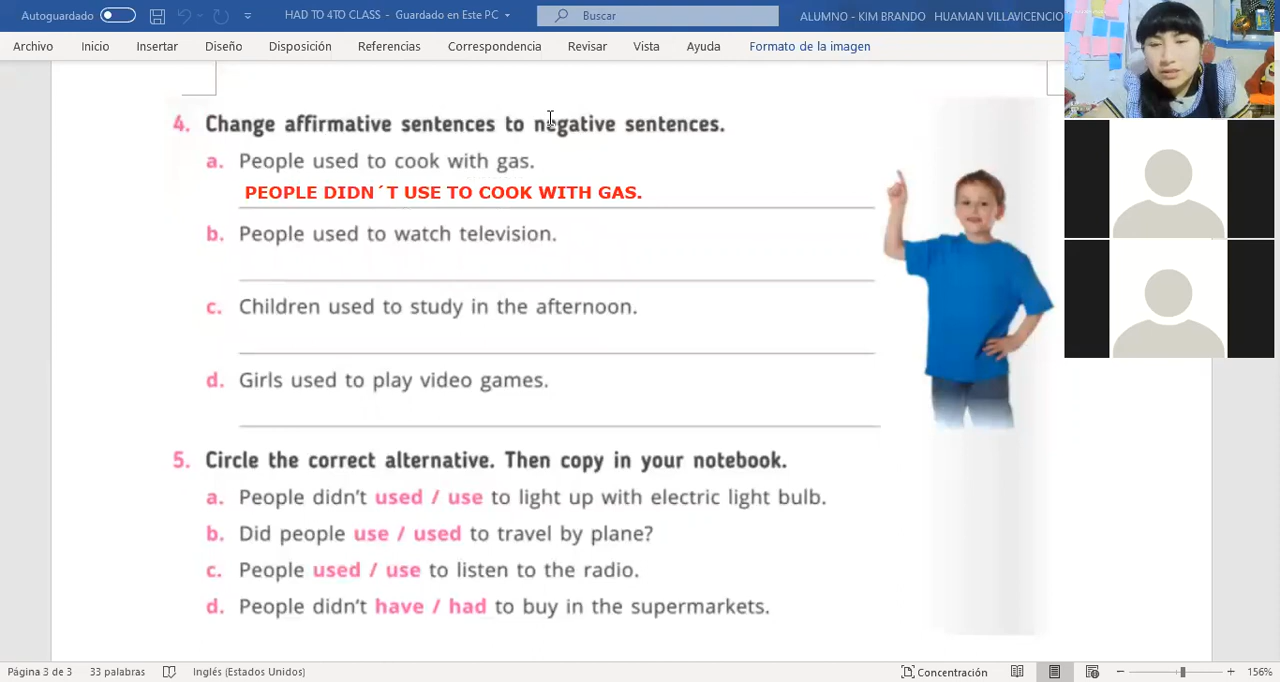 Autoguardado HAD TO 4TO CLASS - Guardado en Este PC Buscar ALUMNO - KIM BRANDO HUAMAN VILLAVICENCIO
Archivo Inicio Insertar Diseño Disposición Referencias Correspondencia Revisar Vista Ayuda Formato de la imagen
4. Change affirmative sentences to negative sentences.
a. People used to cook with gas.
PEOPLE DIDN´T USE TO COOK WITH GAS.
b. People used to watch television.
c. Children used to study in the afternoon.
d. Girls used to play video games.
5. Circle the correct alternative. Then copy in your notebook.
a. People didn't used / use to light up with electric light bulb.
b. Did people use / used to travel by plane?
c. People used / use to listen to the radio.
d. People didn't have / had to buy in the supermarkets.
Página 3 de 3 33 palabras Inglés (Estados Unidos) Concentración 156%